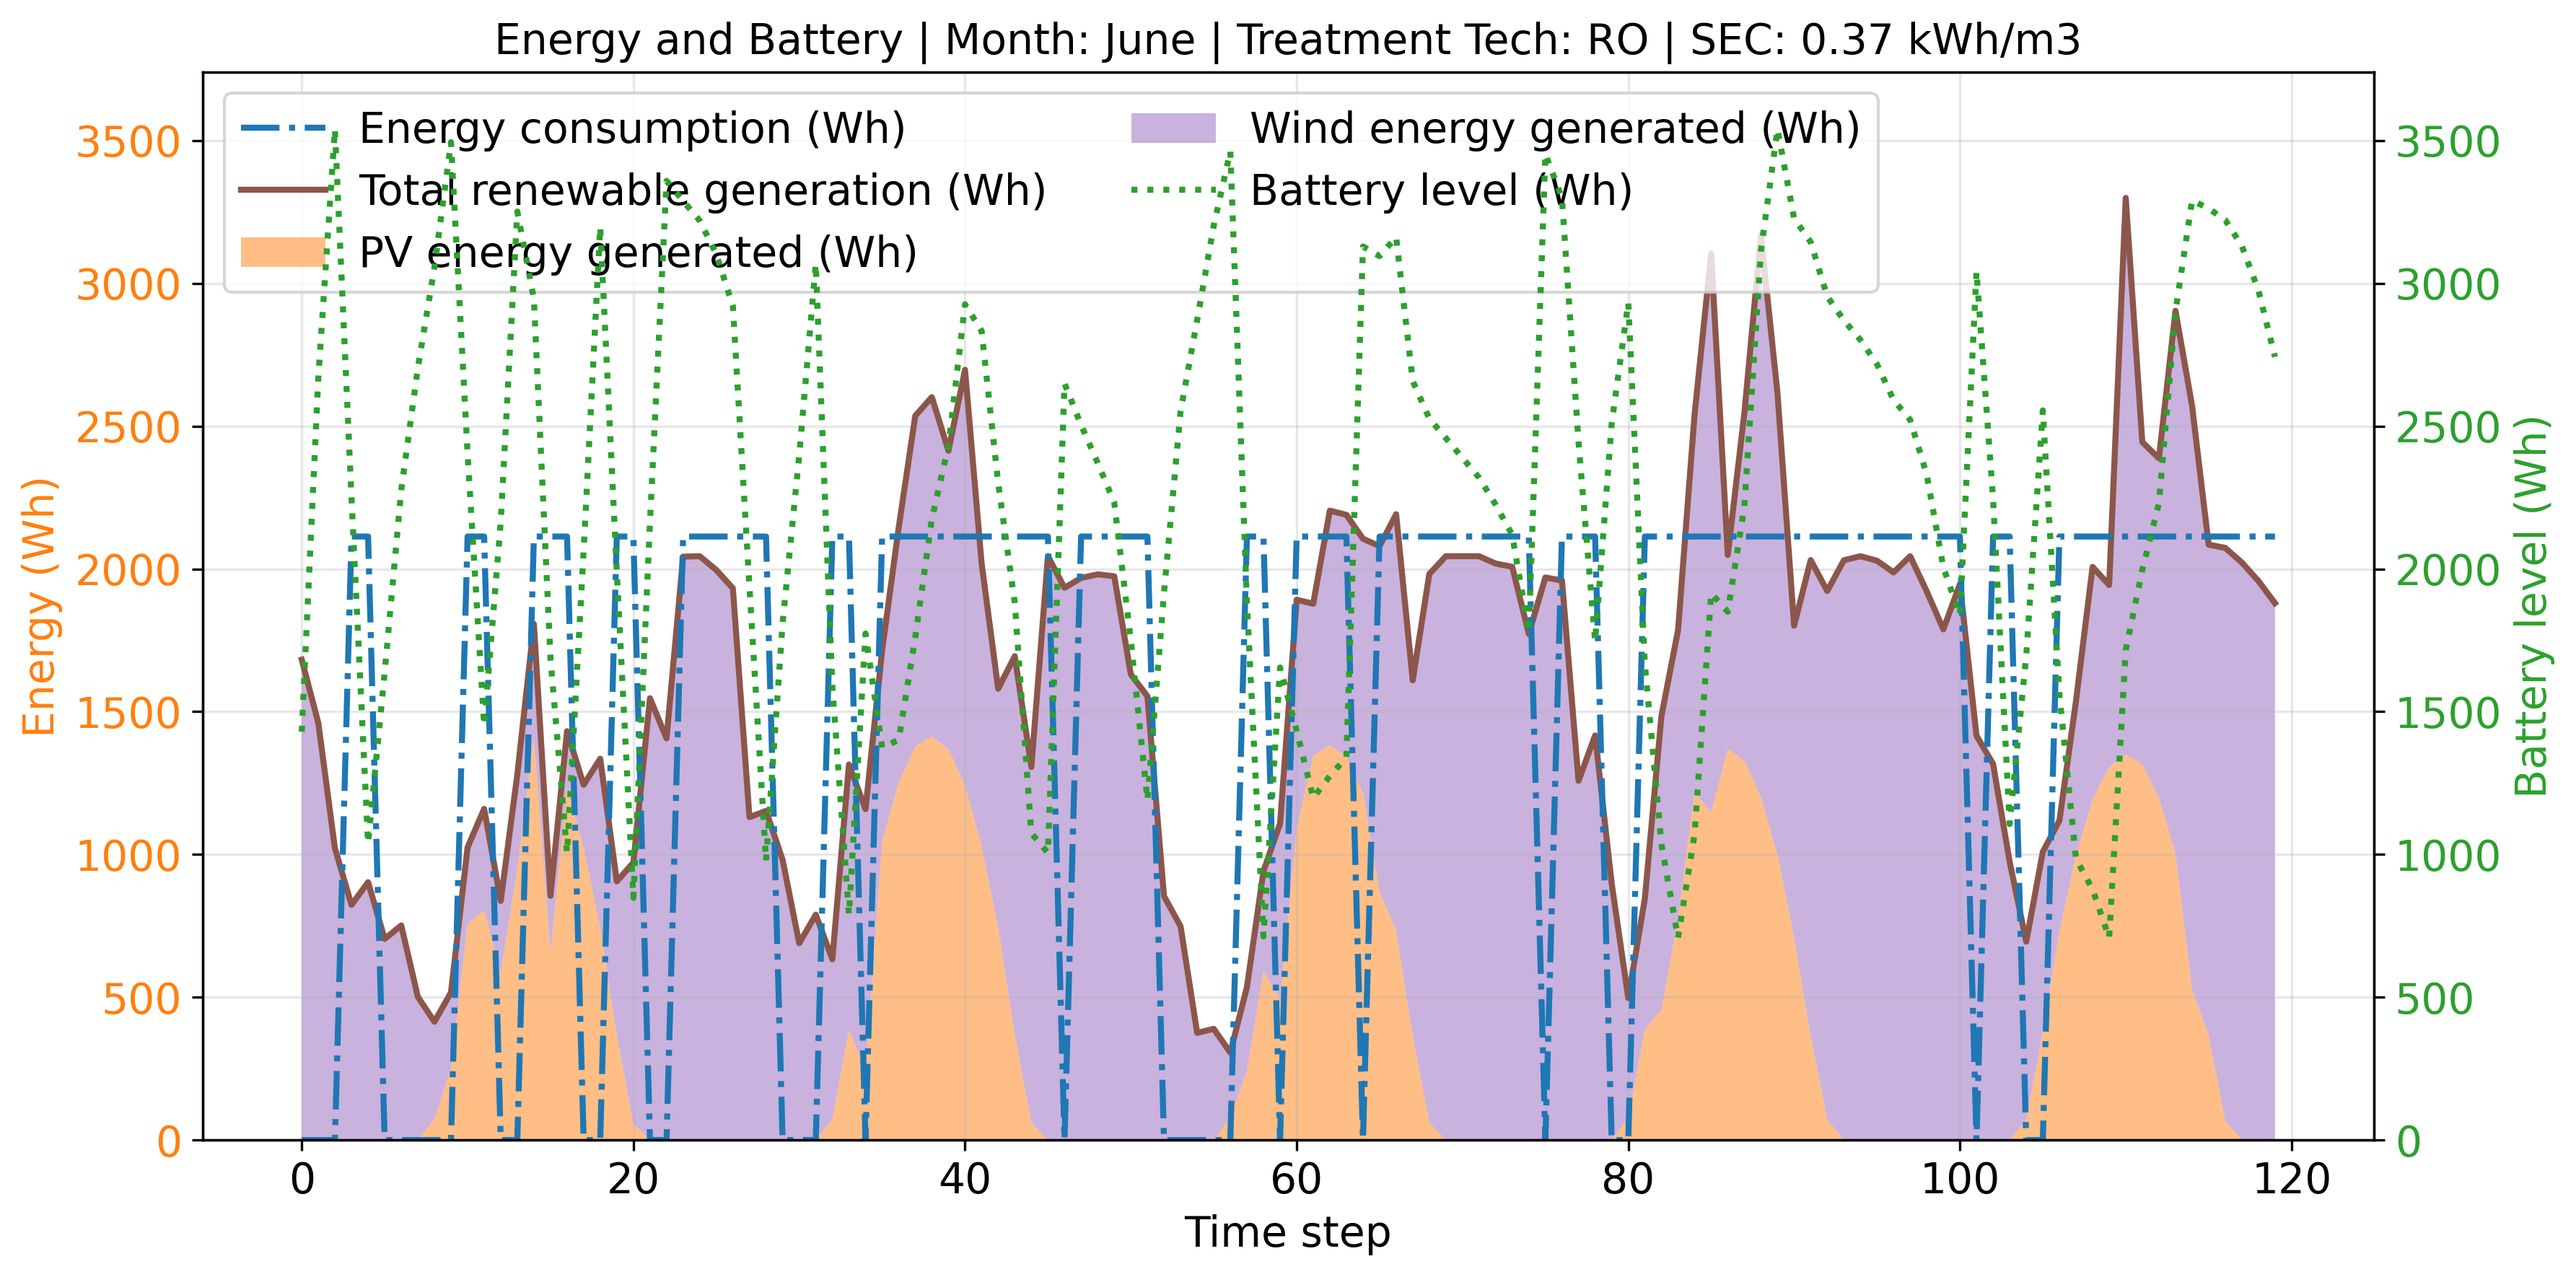 Energy and Battery | Month: June | Treatment Tech: RO | SEC: 0.37 kWh/m3
Energy consumption (Wh)
Total renewable generation (Wh)
PV energy generated (Wh)
Wind energy generated (Wh)
Battery level (Wh)
Energy (Wh)
3500
3000
2500
2000
1500
1000
500
0
3500
3000
2500
2000
1500
1000
500
0
Battery level (Wh)
0 20 40 60 80 100 120
Time step